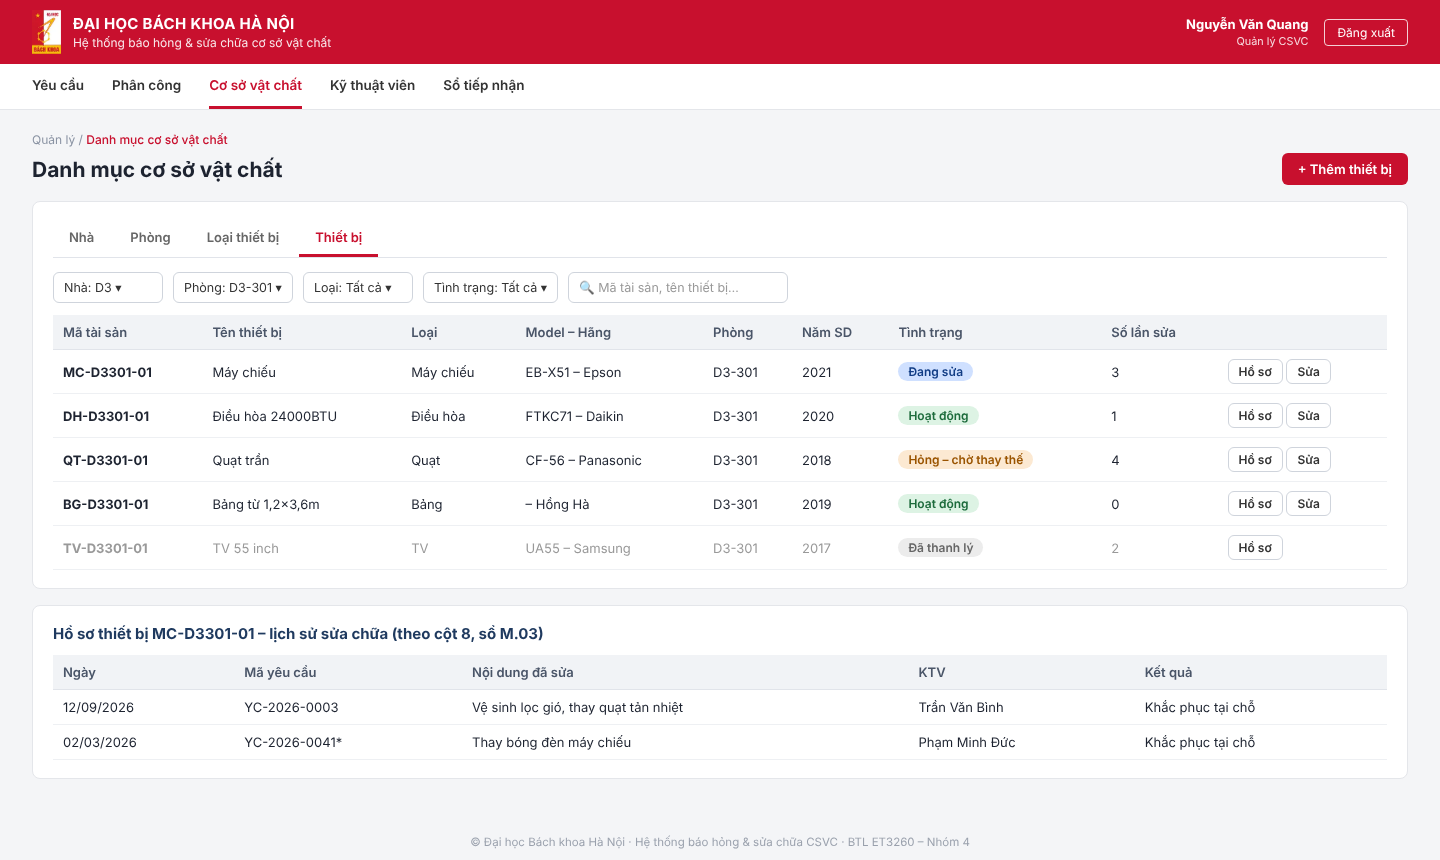 ĐẠI HỌC BÁCH KHOA HÀ NỘI
Hệ thống báo hỏng & sửa chữa cơ sở vật chất
BÁCH KHOA
Nguyễn Văn Quang
Quản lý CSVC
Đăng xuất
Yêu cầu Phân công Cơ sở vật chất Kỹ thuật viên Sổ tiếp nhận
Quản lý / Danh mục cơ sở vật chất
Danh mục cơ sở vật chất
+ Thêm thiết bị
Nhà Phòng Loại thiết bị Thiết bị
Nhà: D3 ▾ Phòng: D3-301 ▾ Loại: Tất cả ▾ Tình trạng: Tất cả ▾ 🔍 Mã tài sản, tên thiết bị...
Mã tài sản Tên thiết bị Loại Model – Hãng Phòng Năm SD Tình trạng Số lần sửa
MC-D3301-01 Máy chiếu Máy chiếu EB-X51 – Epson D3-301 2021 Đang sửa 3 Hồ sơ Sửa
DH-D3301-01 Điều hòa 24000BTU Điều hòa FTKC71 – Daikin D3-301 2020 Hoạt động 1 Hồ sơ Sửa
QT-D3301-01 Quạt trần Quạt CF-56 – Panasonic D3-301 2018 Hỏng – chờ thay thế 4 Hồ sơ Sửa
BG-D3301-01 Bảng từ 1,2×3,6m Bảng – Hồng Hà D3-301 2019 Hoạt động 0 Hồ sơ Sửa
TV-D3301-01 TV 55 inch TV UA55 – Samsung D3-301 2017 Đã thanh lý 2 Hồ sơ
Hồ sơ thiết bị MC-D3301-01 – lịch sử sửa chữa (theo cột 8, sổ M.03)
Ngày Mã yêu cầu Nội dung đã sửa KTV Kết quả
12/09/2026 YC-2026-0003 Vệ sinh lọc gió, thay quạt tản nhiệt Trần Văn Bình Khắc phục tại chỗ
02/03/2026 YC-2026-0041* Thay bóng đèn máy chiếu Phạm Minh Đức Khắc phục tại chỗ
© Đại học Bách khoa Hà Nội · Hệ thống báo hỏng & sửa chữa CSVC · BTL ET3260 – Nhóm 4